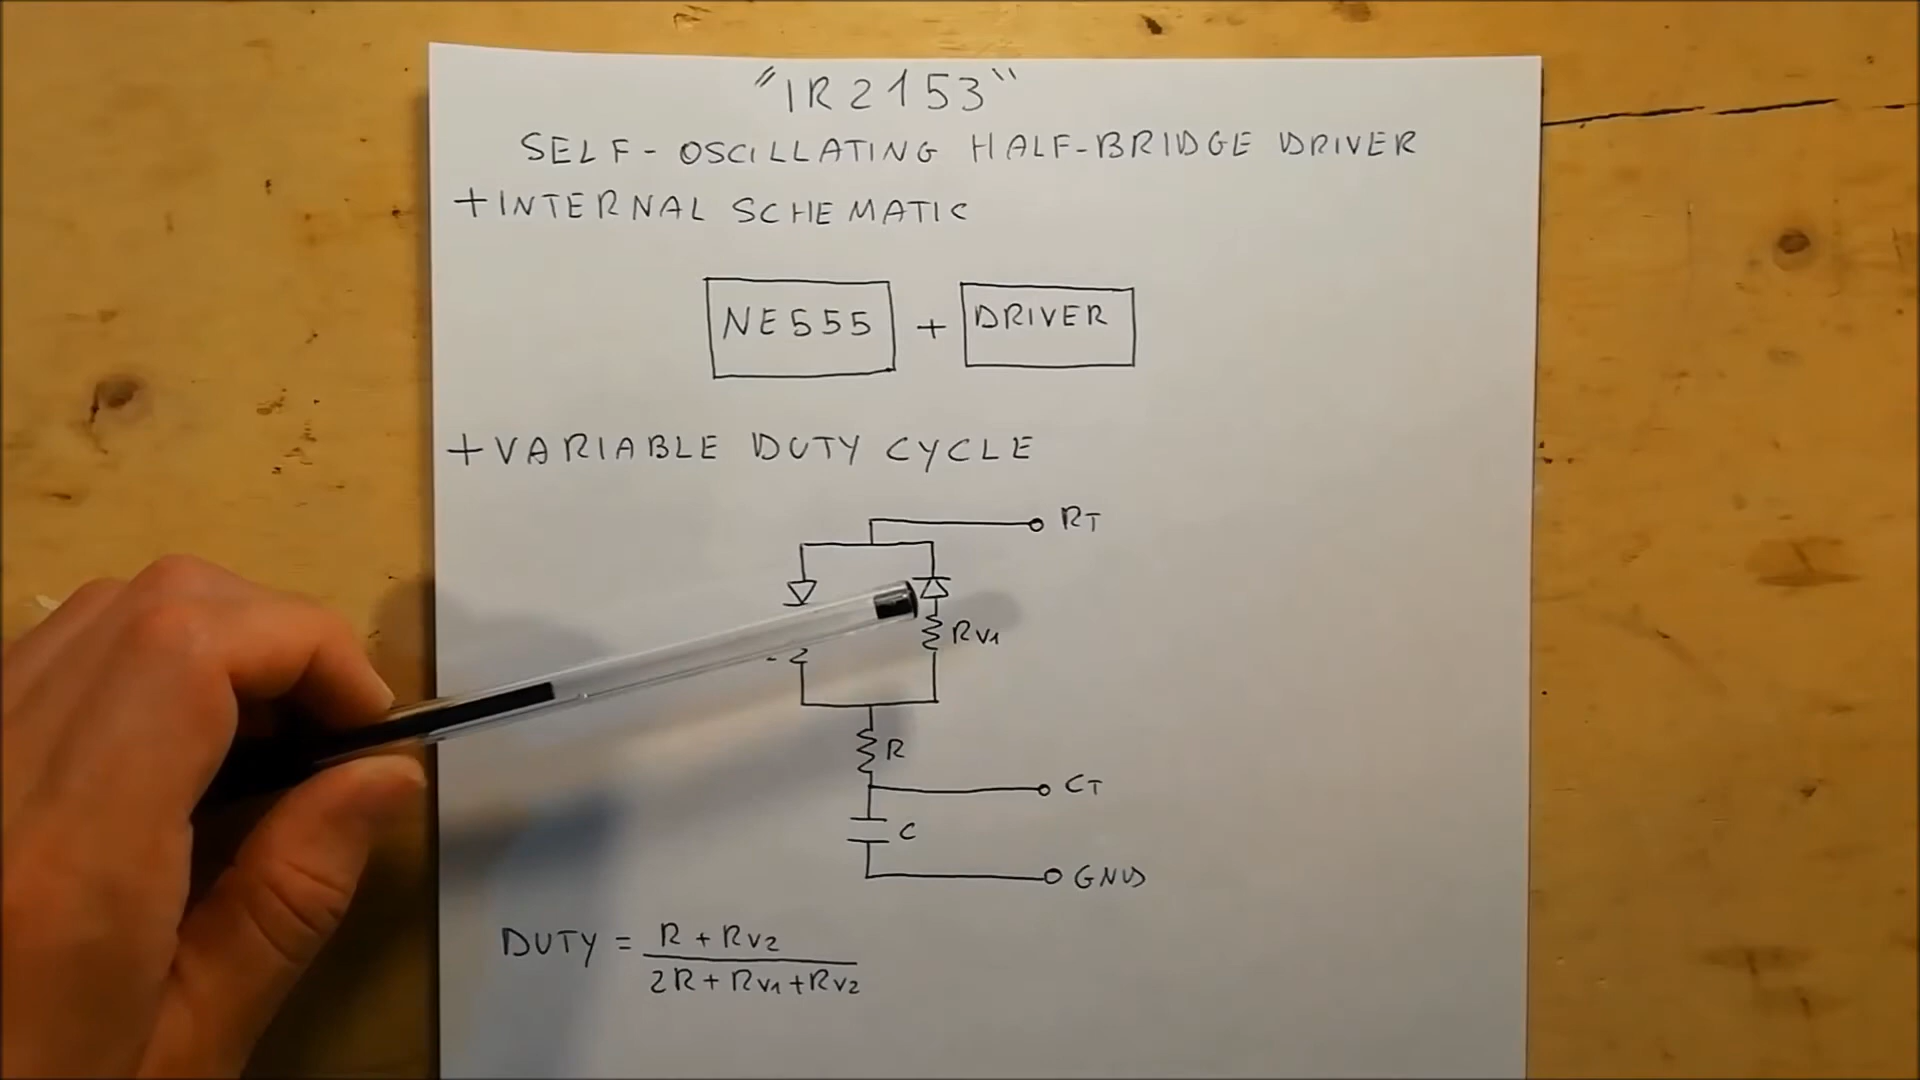 "IR2153"
SELF-OSCILLATING HALF-BRIDGE DRIVER
+INTERNAL SCHEMATIC
NE555 + DRIVER
+VARIABLE DUTY CYCLE
RT
RV1
R
CT
C
GND
DUTY = R + RV2
2R + RV1 + RV2